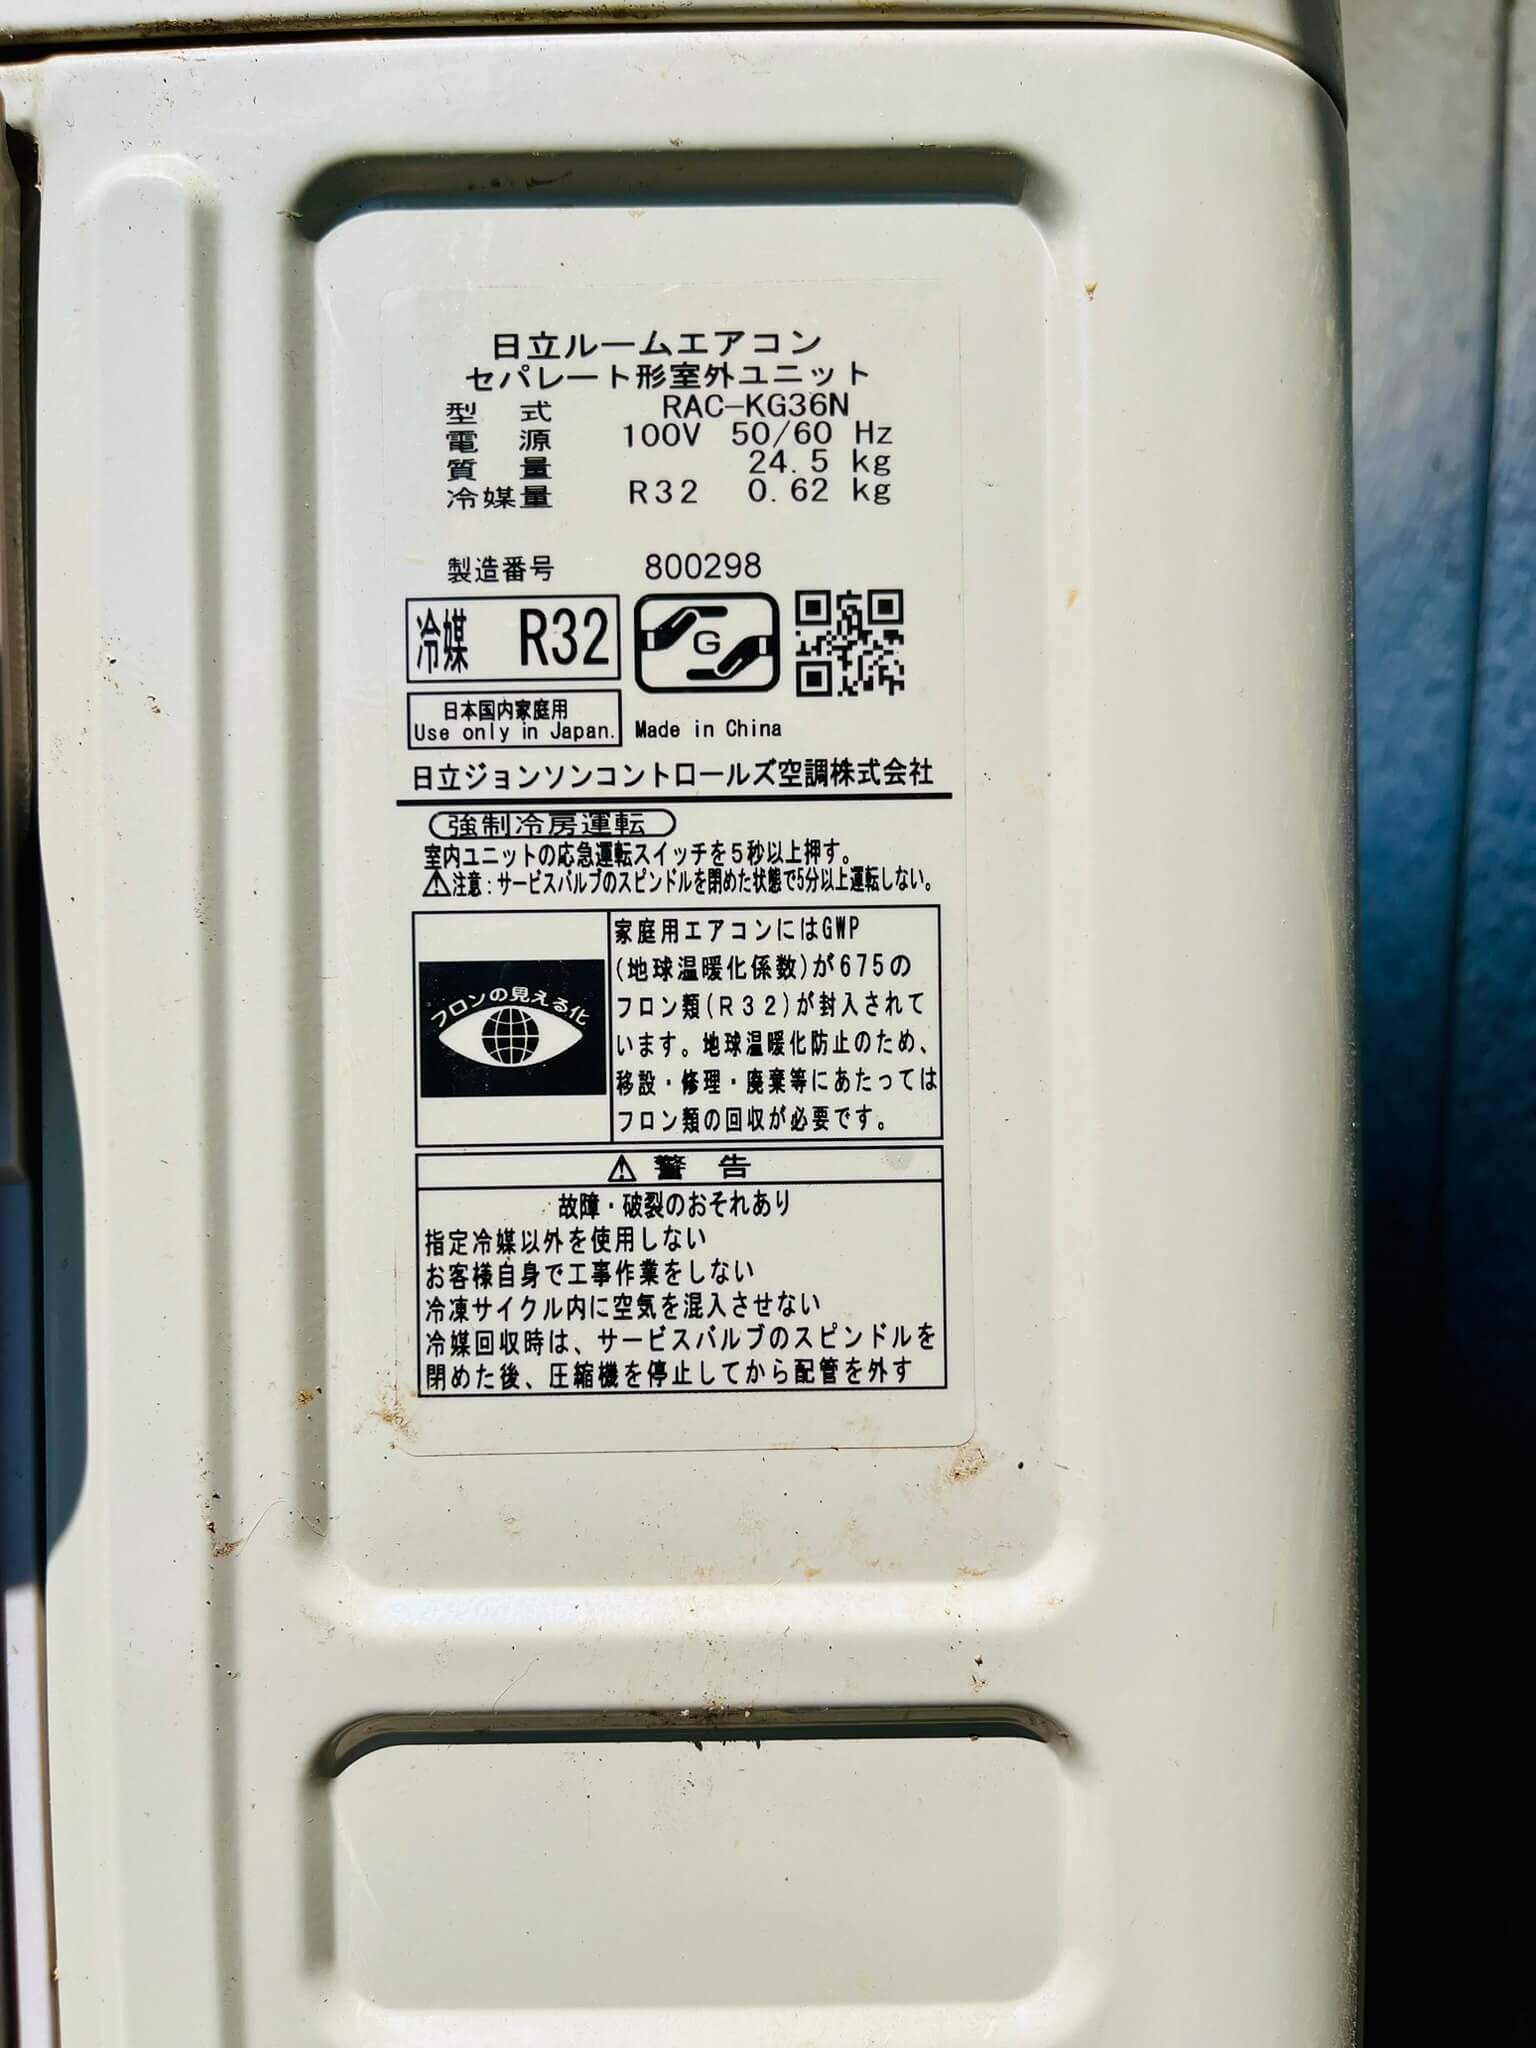 日立ルームエアコン
セパレート形室外ユニット
型 式 RAC-KG36N
電 源 100V 50/60 Hz
質 量 24.5 kg
冷媒量 R32 0.62 kg
製造番号 800298
冷媒 R32
G
日本国内家庭用
Use only in Japan.
Made in China
日立ジョンソンコントロールズ空調株式会社
強制冷房運転
室内ユニットの応急運転スイッチを5秒以上押す。
⚠注意:サービスバルブのスピンドルを閉めた状態で5分以上運転しない。
フロンの見える化
家庭用エアコンにはGWP
(地球温暖化係数)が675の
フロン類(R32)が封入されて
います。地球温暖化防止のため、
移設・修理・廃棄等にあたっては
フロン類の回収が必要です。
⚠ 警 告
故障・破裂のおそれあり
指定冷媒以外を使用しない
お客様自身で工事作業をしない
冷凍サイクル内に空気を混入させない
冷媒回収時は、サービスバルブのスピンドルを
閉めた後、圧縮機を停止してから配管を外す